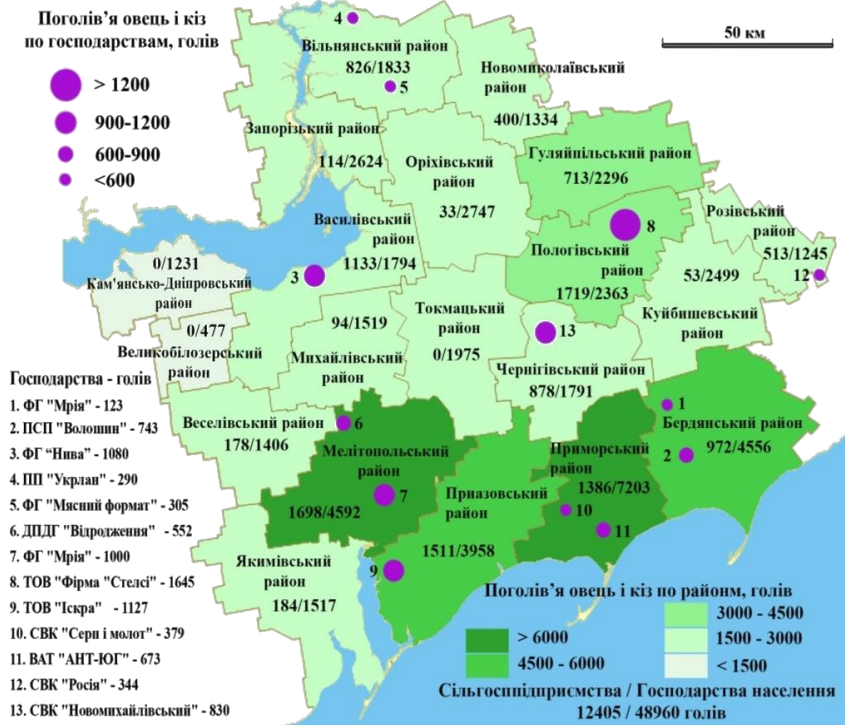 Поголів'я овець і кіз
по господарствам, голів
> 1200
900-1200
600-900
<600
50 км
4
Вільнянський район
826/1833
5
Новомиколаївський
район
400/1334
Запорізький район
114/2624
Оріхівський
район
33/2747
Гуляйпільський район
713/2296
Василівський
район
1133/1794
3
8
Пологівський
район
1719/2363
Розівський
район
513/1245
12
53/2499
Куйбишевський
район
0/1231
Кам'янсько-Дніпровський
район
0/477
Великобілозерський
район
94/1519
Михайлівський
район
Токмацький
район
0/1975
13
Чернігівський район
878/1791
Веселівський район
178/1406
6
Мелітопольський
район
7
1698/4592
Приазовський
район
1511/3958
9
Приморський
район
1386/7203
10
11
1
Бердянський район
2
972/4556
Якимівський
район
184/1517
Господарства - голів
1. ФГ "Мрія" - 123
2. ПСП "Волошин" - 743
3. ФГ “Нива” - 1080
4. ПП "Укрлан" - 290
5. ФГ "Мясний формат" - 305
6. ДПДГ "Відродження" - 552
7. ФГ "Мрія" - 1000
8. ТОВ "Фірма "Стелсі" - 1645
9. ТОВ "Іскра" - 1127
10. СВК "Серп і молот" - 379
11. ВАТ "АНТ-ЮГ" - 673
12. СВК "Росія" - 344
13. СВК "Новомихайлівський" - 830
Поголів'я овець і кіз по районм, голів
> 6000
4500 - 6000
3000 - 4500
1500 - 3000
< 1500
Сільгосппідприємства / Господарства населення
12405 / 48960 голів